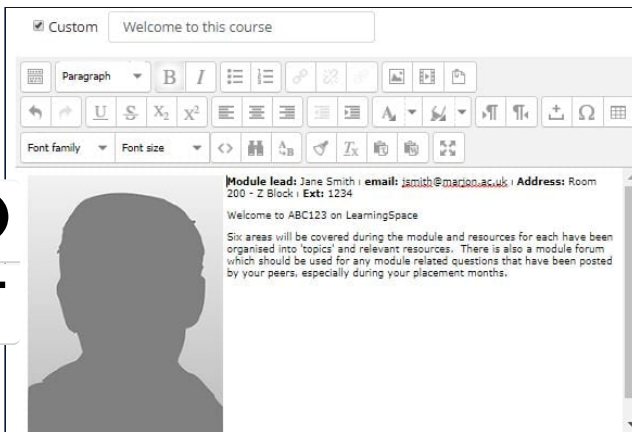 Custom Welcome to this course
Paragraph B I
U S X₂ X² A ¶ ¶ Ω
Font family Font size <> A B Tx T W
Module lead: Jane Smith | email: jsmith@marjon.ac.uk | Address: Room
200 - Z Block | Ext: 1234
Welcome to ABC123 on LearningSpace
Six areas will be covered during the module and resources for each have been
organised into 'topics' and relevant resources. There is also a module forum
which should be used for any module related questions that have been posted
by your peers, especially during your placement months.